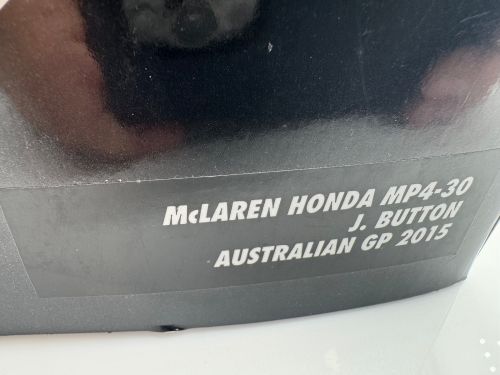 McLAREN HONDA MP4-30
J. BUTTON
AUSTRALIAN GP 2015